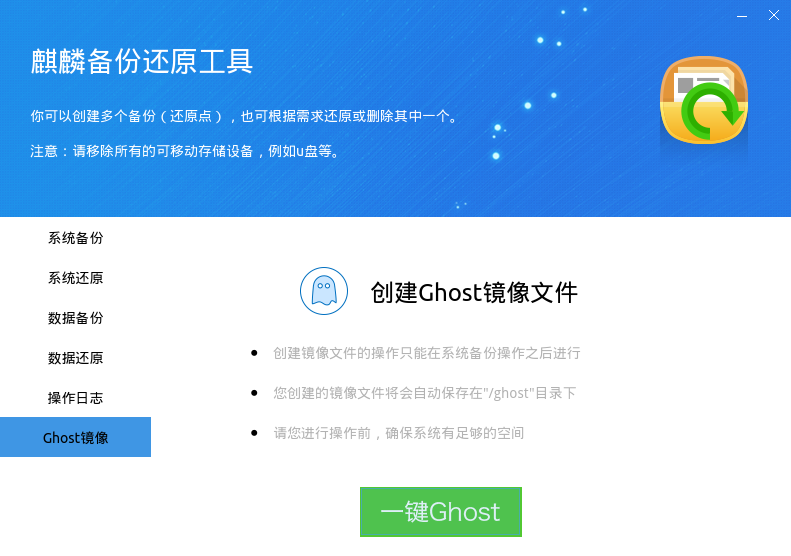 麒麟备份还原工具
你可以创建多个备份（还原点），也可根据需求还原或删除其中一个。
注意：请移除所有的可移动存储设备，例如u盘等。
系统备份
系统还原
数据备份
数据还原
操作日志
Ghost镜像
创建Ghost镜像文件
创建镜像文件的操作只能在系统备份操作之后进行
您创建的镜像文件将会自动保存在"/ghost"目录下
请您进行操作前，确保系统有足够的空间
一键Ghost